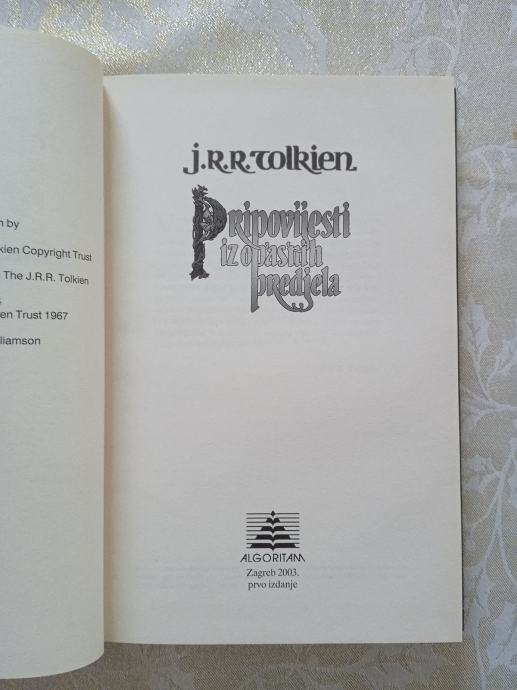 n by
kien Copyright Trust
The J.R.R. Tolkien
en Trust 1967
liamson
j.R.R.tolkien.
Pripovijesti
iz opasnih
predjela
ALGORITAM
Zagreb 2003.
prvo izdanje